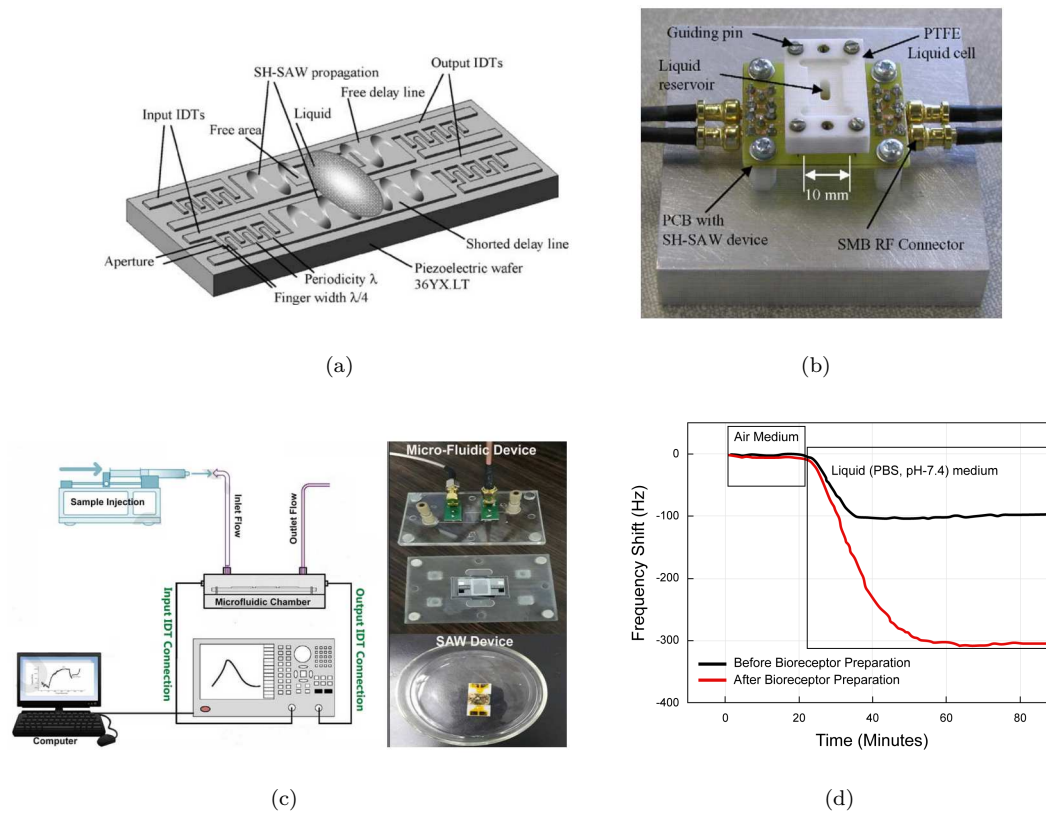 (a)
Output IDTs
SH-SAW propagation
Free delay line
Liquid
Input IDTs
Free area
Shorted delay line
Aperture
Periodicity λ
Finger width λ/4
Piezoelectric wafer
36YX.LT
(a)
(b)
Guiding pin
PTFE
Liquid cell
Liquid
reservoir
10 mm
PCB with
SH-SAW device
SMB RF Connector
(b)
Sample Injection
Inlet Flow
Outlet Flow
Microfluidic Chamber
Input IDT Connection
Output IDT Connection
Computer
Micro-Fluidic Device
SAW Device
(c)
Air Medium
Liquid (PBS, pH-7.4) medium
0
-100
-200
-300
-400
Frequency Shift (Hz)
Before Bioreceptor Preparation
After Bioreceptor Preparation
0
20
40
60
80
Time (Minutes)
(d)